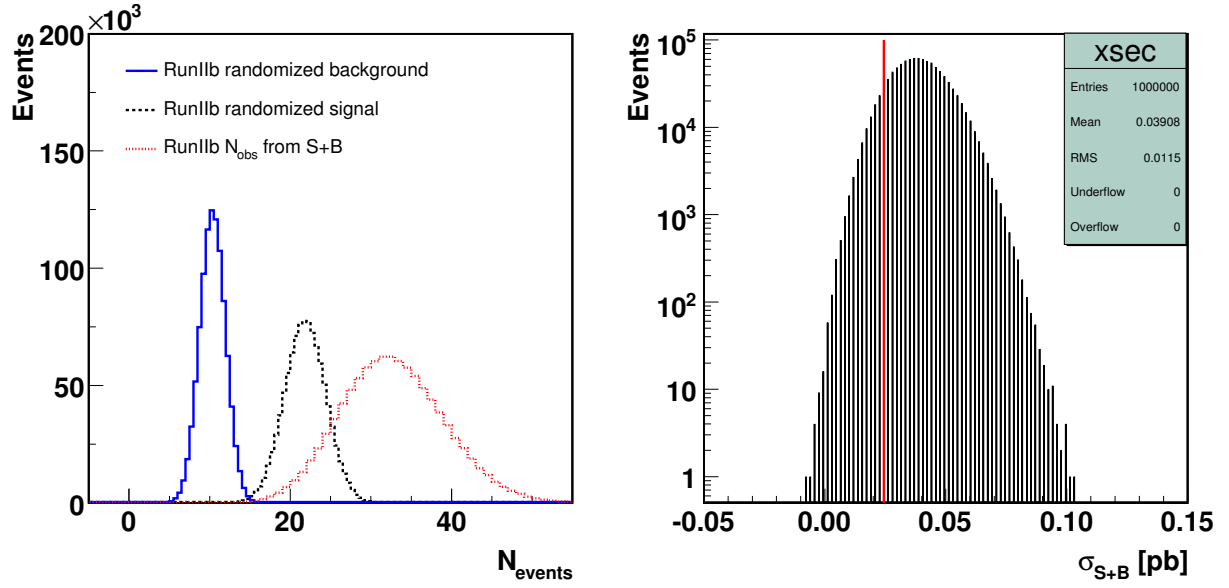 ×10³
200
150
100
50
0
Events
RunIIb randomized background
RunIIb randomized signal
RunIIb N_obs from S+B
0 20 40
N_events
Events
10⁵
10⁴
10³
10²
10
1
xsec
Entries 1000000
Mean 0.03908
RMS 0.0115
Underflow 0
Overflow 0
-0.05 0.00 0.05 0.10 0.15
σ_S+B [pb]